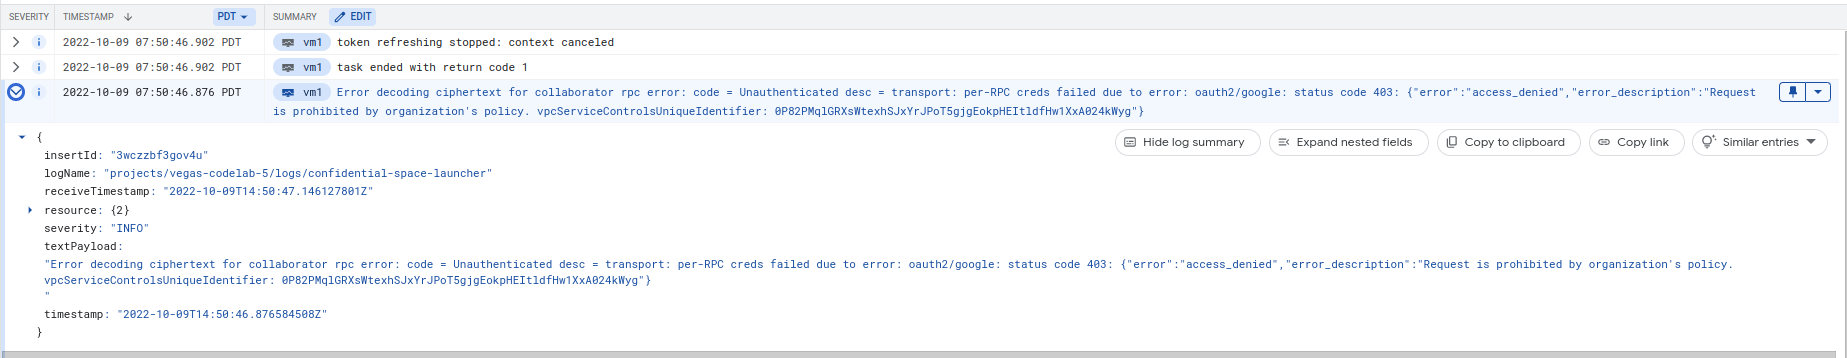 SEVERITY TIMESTAMP PDT SUMMARY EDIT
2022-10-09 07:50:46.902 PDT vm1 token refreshing stopped: context canceled
2022-10-09 07:50:46.902 PDT vm1 task ended with return code 1
2022-10-09 07:50:46.876 PDT vm1 Error decoding ciphertext for collaborator rpc error: code = Unauthenticated desc = transport: per-RPC creds failed due to error: oauth2/google: status code 403: {"error":"access_denied","error_description":"Request
is prohibited by organization's policy. vpcServiceControlsUniqueIdentifier: 0P82PMqlGRXsWtexhSJxYrJPoT5gjgEokpHEItldfHw1XxA024kWyg"}
{
Hide log summary Expand nested fields Copy to clipboard Copy link Similar entries
insertId: "3wczzbf3gov4u"
logName: "projects/vegas-codelab-5/logs/confidential-space-launcher"
receiveTimestamp: "2022-10-09T14:50:47.146127801Z"
resource: {2}
severity: "INFO"
textPayload:
"Error decoding ciphertext for collaborator rpc error: code = Unauthenticated desc = transport: per-RPC creds failed due to error: oauth2/google: status code 403: {"error":"access_denied","error_description":"Request is prohibited by organization's policy.
vpcServiceControlsUniqueIdentifier: 0P82PMqlGRXsWtexhSJxYrJPoT5gjgEokpHEItldfHw1XxA024kWyg"}
"
timestamp: "2022-10-09T14:50:46.876584508Z"
}